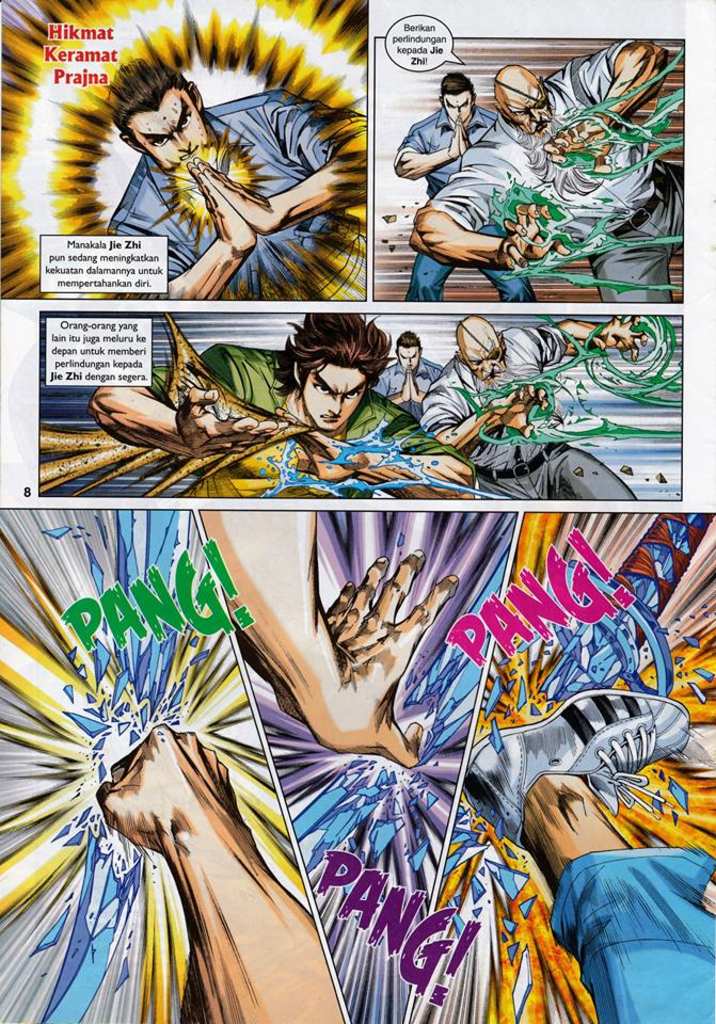 Hikmat
Keramat
Prajna
Manakala Jie Zhi
pun sedang meningkatkan
kekuatan dalamannya untuk
mempertahankan diri.
Berikan
perlindungan
kepada Jie
Zhi!
Orang-orang yang
lain itu juga meluru ke
depan untuk memberi
perlindungan kepada
Jie Zhi dengan segera.
8
PANG!
PANG!
PANG!